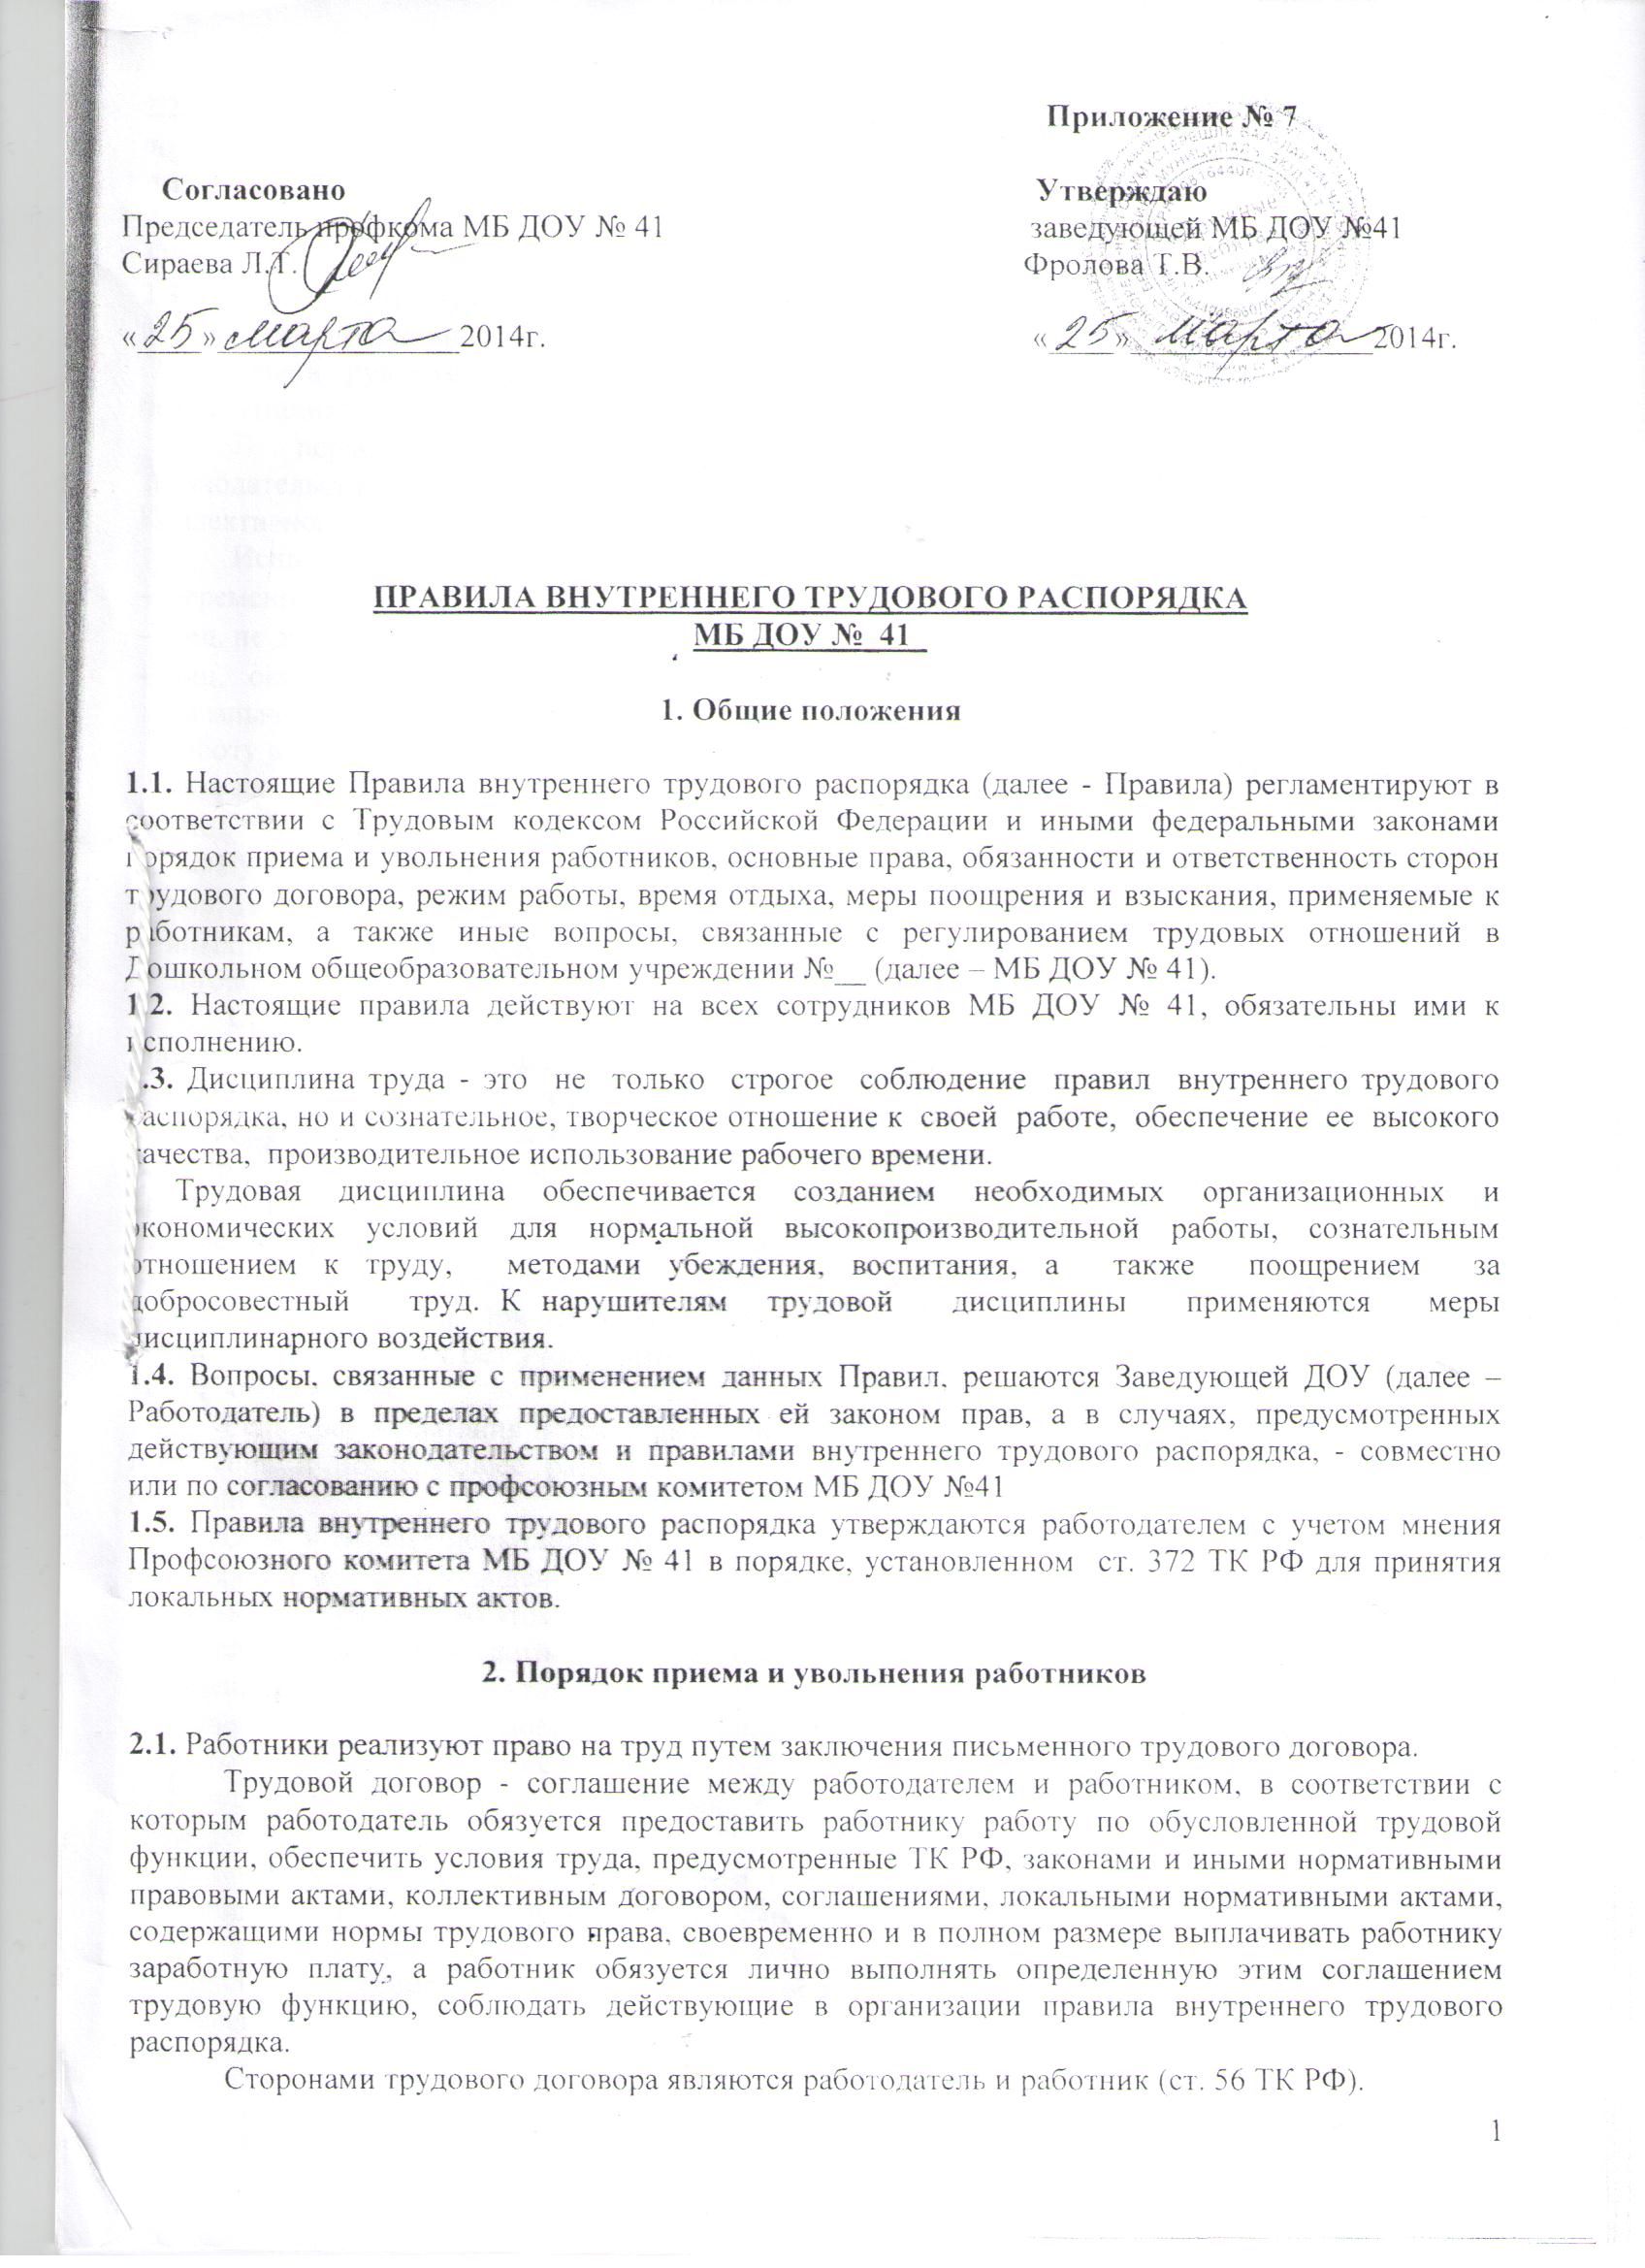 Приложение № 7
Согласовано
Утверждаю
Председатель профкома МБ ДОУ № 41
заведующей МБ ДОУ №41
Сираева Л.Т.
Фролова Т.В.
«25» марта 2014г.
«25» марта 2014г.
ПРАВИЛА ВНУТРЕННЕГО ТРУДОВОГО РАСПОРЯДКА
МБ ДОУ № 41
1. Общие положения
1.1. Настоящие Правила внутреннего трудового распорядка (далее - Правила) регламентируют в
соответствии с Трудовым кодексом Российской Федерации и иными федеральными законами
порядок приема и увольнения работников, основные права, обязанности и ответственность сторон
трудового договора, режим работы, время отдыха, меры поощрения и взыскания, применяемые к
работникам, а также иные вопросы, связанные с регулированием трудовых отношений в
Дошкольном общеобразовательном учреждении №__ (далее – МБ ДОУ № 41).
1.2. Настоящие правила действуют на всех сотрудников МБ ДОУ № 41, обязательны ими к
исполнению.
1.3. Дисциплина труда - это не только строгое соблюдение правил внутреннего трудового
распорядка, но и сознательное, творческое отношение к своей работе, обеспечение ее высокого
качества, производительное использование рабочего времени.
Трудовая дисциплина обеспечивается созданием необходимых организационных и
экономических условий для нормальной высокопроизводительной работы, сознательным
отношением к труду, методами убеждения, воспитания, а также поощрением за
добросовестный труд. К нарушителям трудовой дисциплины применяются меры
дисциплинарного воздействия.
1.4. Вопросы, связанные с применением данных Правил, решаются Заведующей ДОУ (далее –
Работодатель) в пределах предоставленных ей законом прав, а в случаях, предусмотренных
действующим законодательством и правилами внутреннего трудового распорядка, - совместно
или по согласованию с профсоюзным комитетом МБ ДОУ №41
1.5. Правила внутреннего трудового распорядка утверждаются работодателем с учетом мнения
Профсоюзного комитета МБ ДОУ № 41 в порядке, установленном ст. 372 ТК РФ для принятия
локальных нормативных актов.
2. Порядок приема и увольнения работников
2.1. Работники реализуют право на труд путем заключения письменного трудового договора.
Трудовой договор - соглашение между работодателем и работником, в соответствии с
которым работодатель обязуется предоставить работнику работу по обусловленной трудовой
функции, обеспечить условия труда, предусмотренные ТК РФ, законами и иными нормативными
правовыми актами, коллективным договором, соглашениями, локальными нормативными актами,
содержащими нормы трудового права, своевременно и в полном размере выплачивать работнику
заработную плату, а работник обязуется лично выполнять определенную этим соглашением
трудовую функцию, соблюдать действующие в организации правила внутреннего трудового
распорядка.
Сторонами трудового договора являются работодатель и работник (ст. 56 ТК РФ).
1